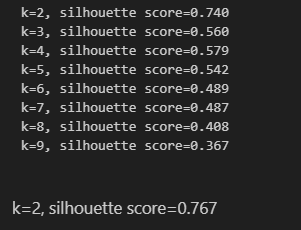 k=2, silhouette score=0.740
k=3, silhouette score=0.560
k=4, silhouette score=0.579
k=5, silhouette score=0.542
k=6, silhouette score=0.489
k=7, silhouette score=0.487
k=8, silhouette score=0.408
k=9, silhouette score=0.367
k=2, silhouette score=0.767